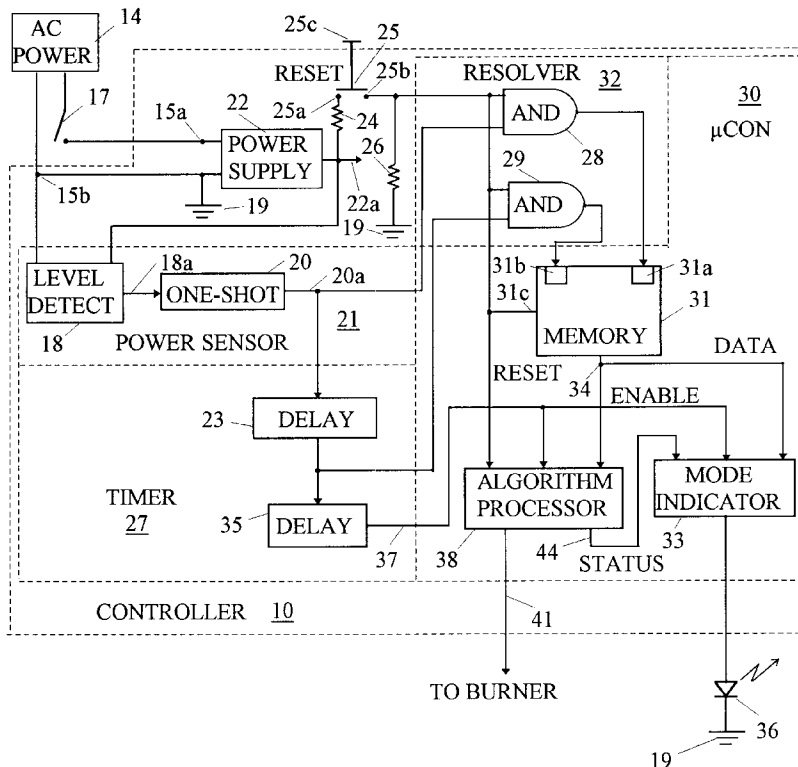 AC
POWER
14
25c
25
17
RESET
25b
25a
15a
22
24
POWER
SUPPLY
26
22a
15b
19
19
RESOLVER
32
30
µCON
AND
28
29
AND
LEVEL
DETECT
18
18a
20
ONE-SHOT
20a
21
POWER SENSOR
31b
31a
31c
31
MEMORY
RESET
34
DATA
ENABLE
23
DELAY
TIMER
27
35
DELAY
37
ALGORITHM
PROCESSOR
38
44
STATUS
MODE
INDICATOR
33
CONTROLLER 10
41
TO BURNER
36
19